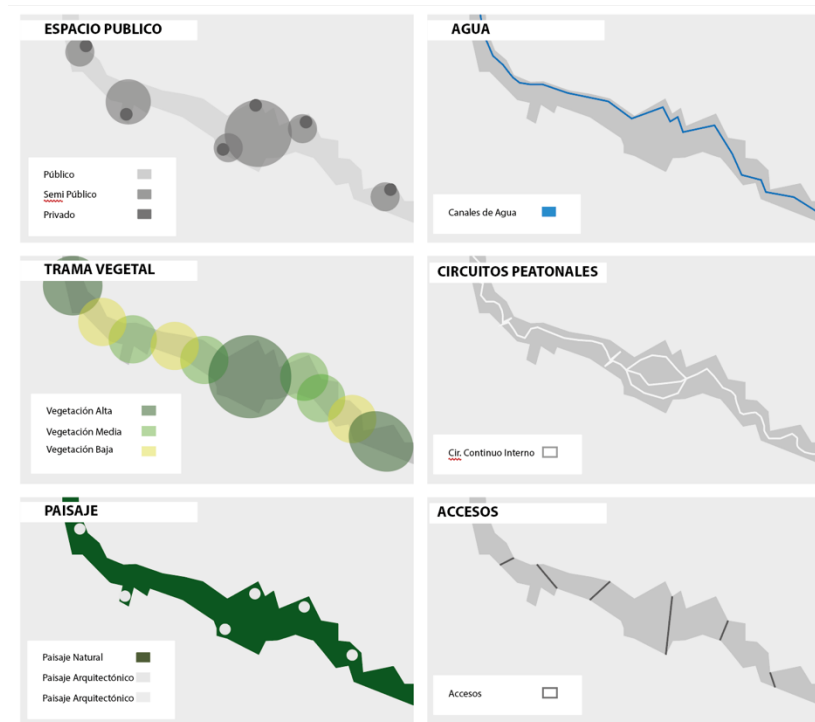 ESPACIO PUBLICO
Público
Semi Público
Privado
AGUA
Canales de Agua
TRAMA VEGETAL
Vegetación Alta
Vegetación Media
Vegetación Baja
CIRCUITOS PEATONALES
Cir. Continuo Interno
PAISAJE
Paisaje Natural
Paisaje Arquitectónico
Paisaje Arquitectónico
ACCESOS
Accesos